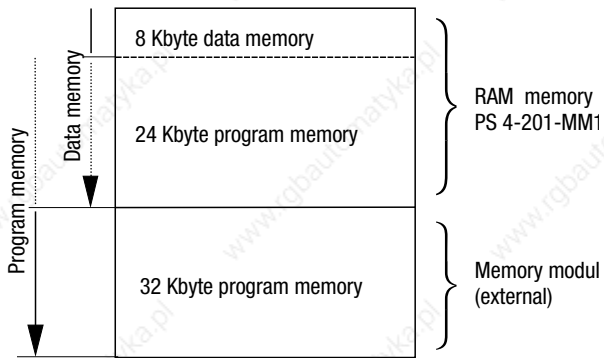 8 Kbyte data memory
24 Kbyte program memory
32 Kbyte program memory
Data memory
Program memory
RAM memory
PS 4-201-MM1
Memory modul
(external)
www.rgbautomatyka.pl